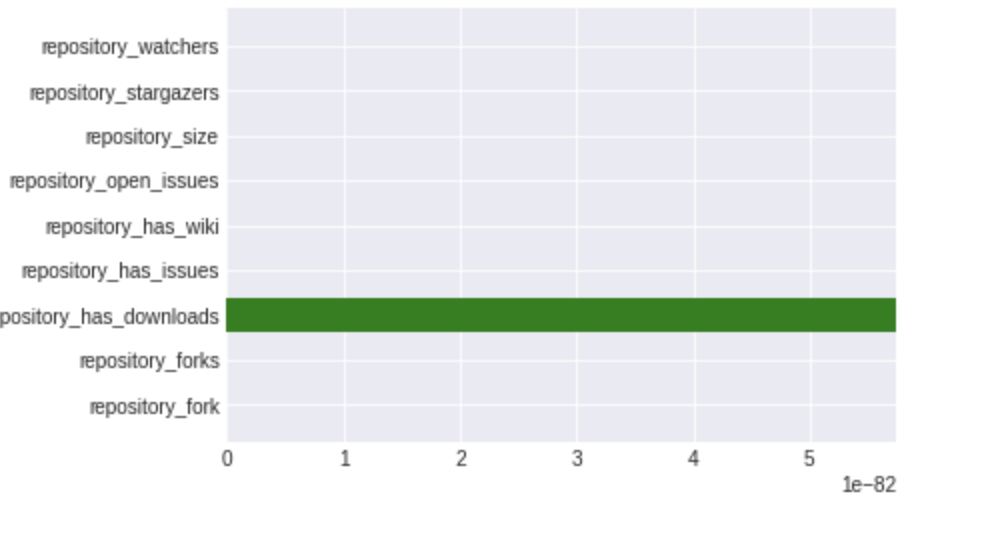 repository_watchers
repository_stargazers
repository_size
repository_open_issues
repository_has_wiki
repository_has_issues
pository_has_downloads
repository_forks
repository_fork
0 1 2 3 4 5
1e−82